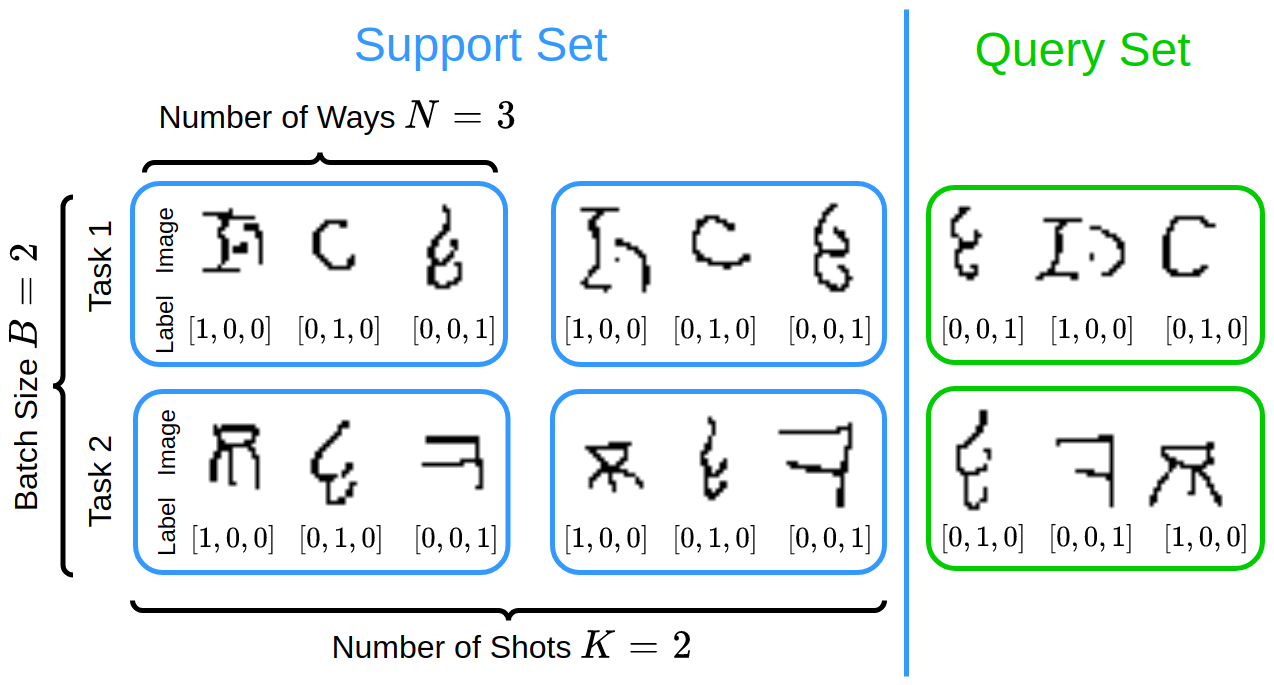 Support Set
Query Set
Number of Ways N = 3
Batch Size B = 2
Task 1
Image
Label
[1, 0, 0] [0, 1, 0] [0, 0, 1]
[1, 0, 0] [0, 1, 0] [0, 0, 1]
[0, 0, 1] [1, 0, 0] [0, 1, 0]
Task 2
Image
Label
[1, 0, 0] [0, 1, 0] [0, 0, 1]
[1, 0, 0] [0, 1, 0] [0, 0, 1]
[0, 1, 0] [0, 0, 1] [1, 0, 0]
Number of Shots K = 2